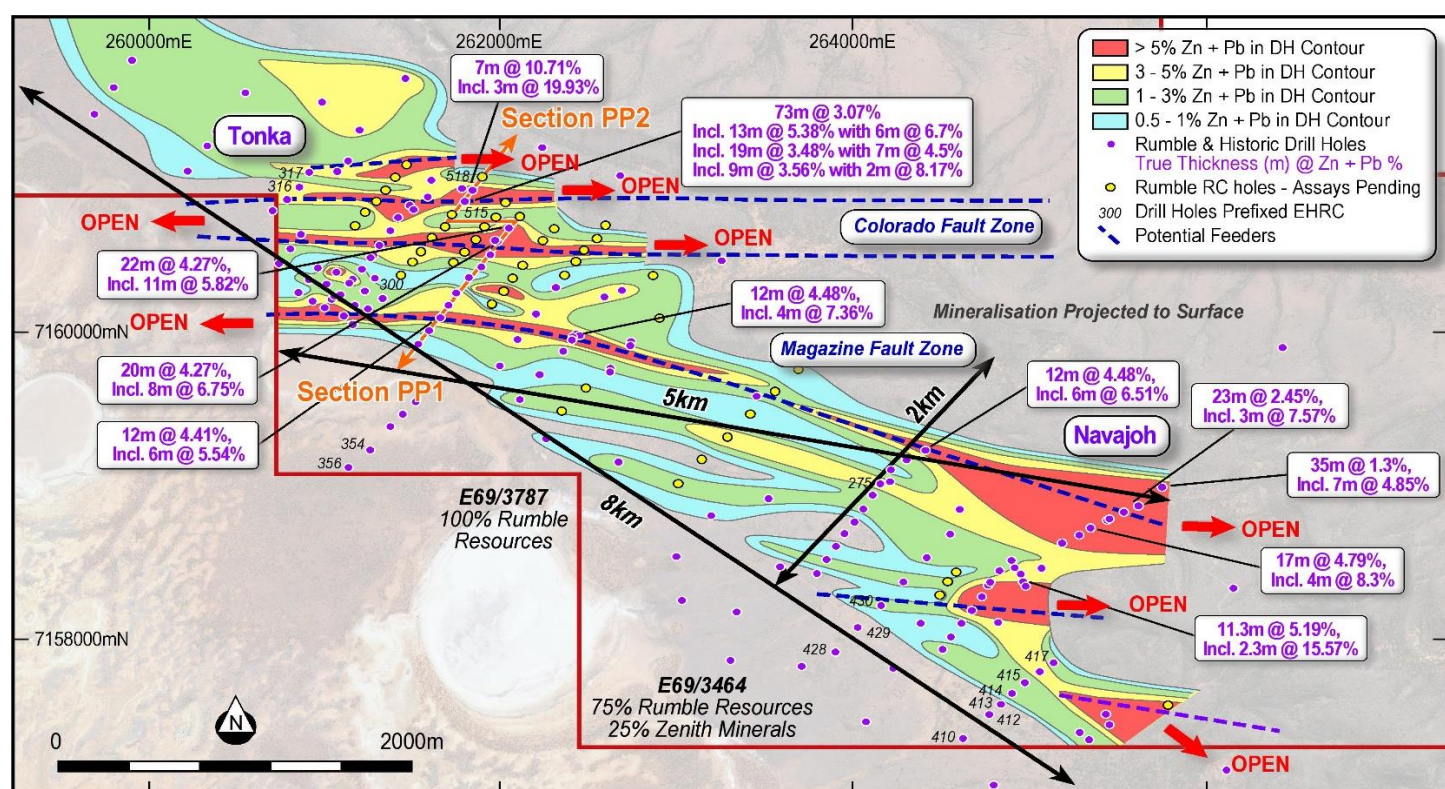 260000mE
262000mE
264000mE
> 5% Zn + Pb in DH Contour
3 - 5% Zn + Pb in DH Contour
1 - 3% Zn + Pb in DH Contour
0.5 - 1% Zn + Pb in DH Contour
Rumble & Historic Drill Holes
True Thickness (m) @ Zn + Pb %
Rumble RC holes - Assays Pending
300 Drill Holes Prefixed EHRC
Potential Feeders
7m @ 10.71%
Incl. 3m @ 19.93%
Section PP2
73m @ 3.07%
Incl. 13m @ 5.38% with 6m @ 6.7%
Incl. 19m @ 3.48% with 7m @ 4.5%
Incl. 9m @ 3.56% with 2m @ 8.17%
Tonka
OPEN
317
518
316
OPEN
515
OPEN
Colorado Fault Zone
OPEN
22m @ 4.27%,
Incl. 11m @ 5.82%
300
12m @ 4.48%,
Incl. 4m @ 7.36%
Mineralisation Projected to Surface
7160000mN
OPEN
Magazine Fault Zone
20m @ 4.27%,
Incl. 8m @ 6.75%
Section PP1
5km
2km
12m @ 4.48%,
Incl. 6m @ 6.51%
23m @ 2.45%,
Incl. 3m @ 7.57%
Navajoh
12m @ 4.41%,
Incl. 6m @ 5.54%
354
356
275
35m @ 1.3%,
Incl. 7m @ 4.85%
E69/3787
100% Rumble
Resources
8km
OPEN
17m @ 4.79%,
Incl. 4m @ 8.3%
430
OPEN
429
11.3m @ 5.19%,
Incl. 2.3m @ 15.57%
7158000mN
428
417
415
414
413
412
410
E69/3464
75% Rumble Resources
25% Zenith Minerals
N
0
2000m
OPEN